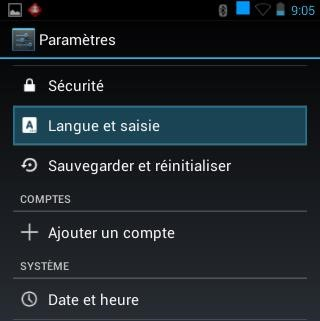 9:05
Paramètres
Sécurité
A
Langue et saisie
Sauvegarder et réinitialiser
COMPTES
Ajouter un compte
SYSTÈME
Date et heure